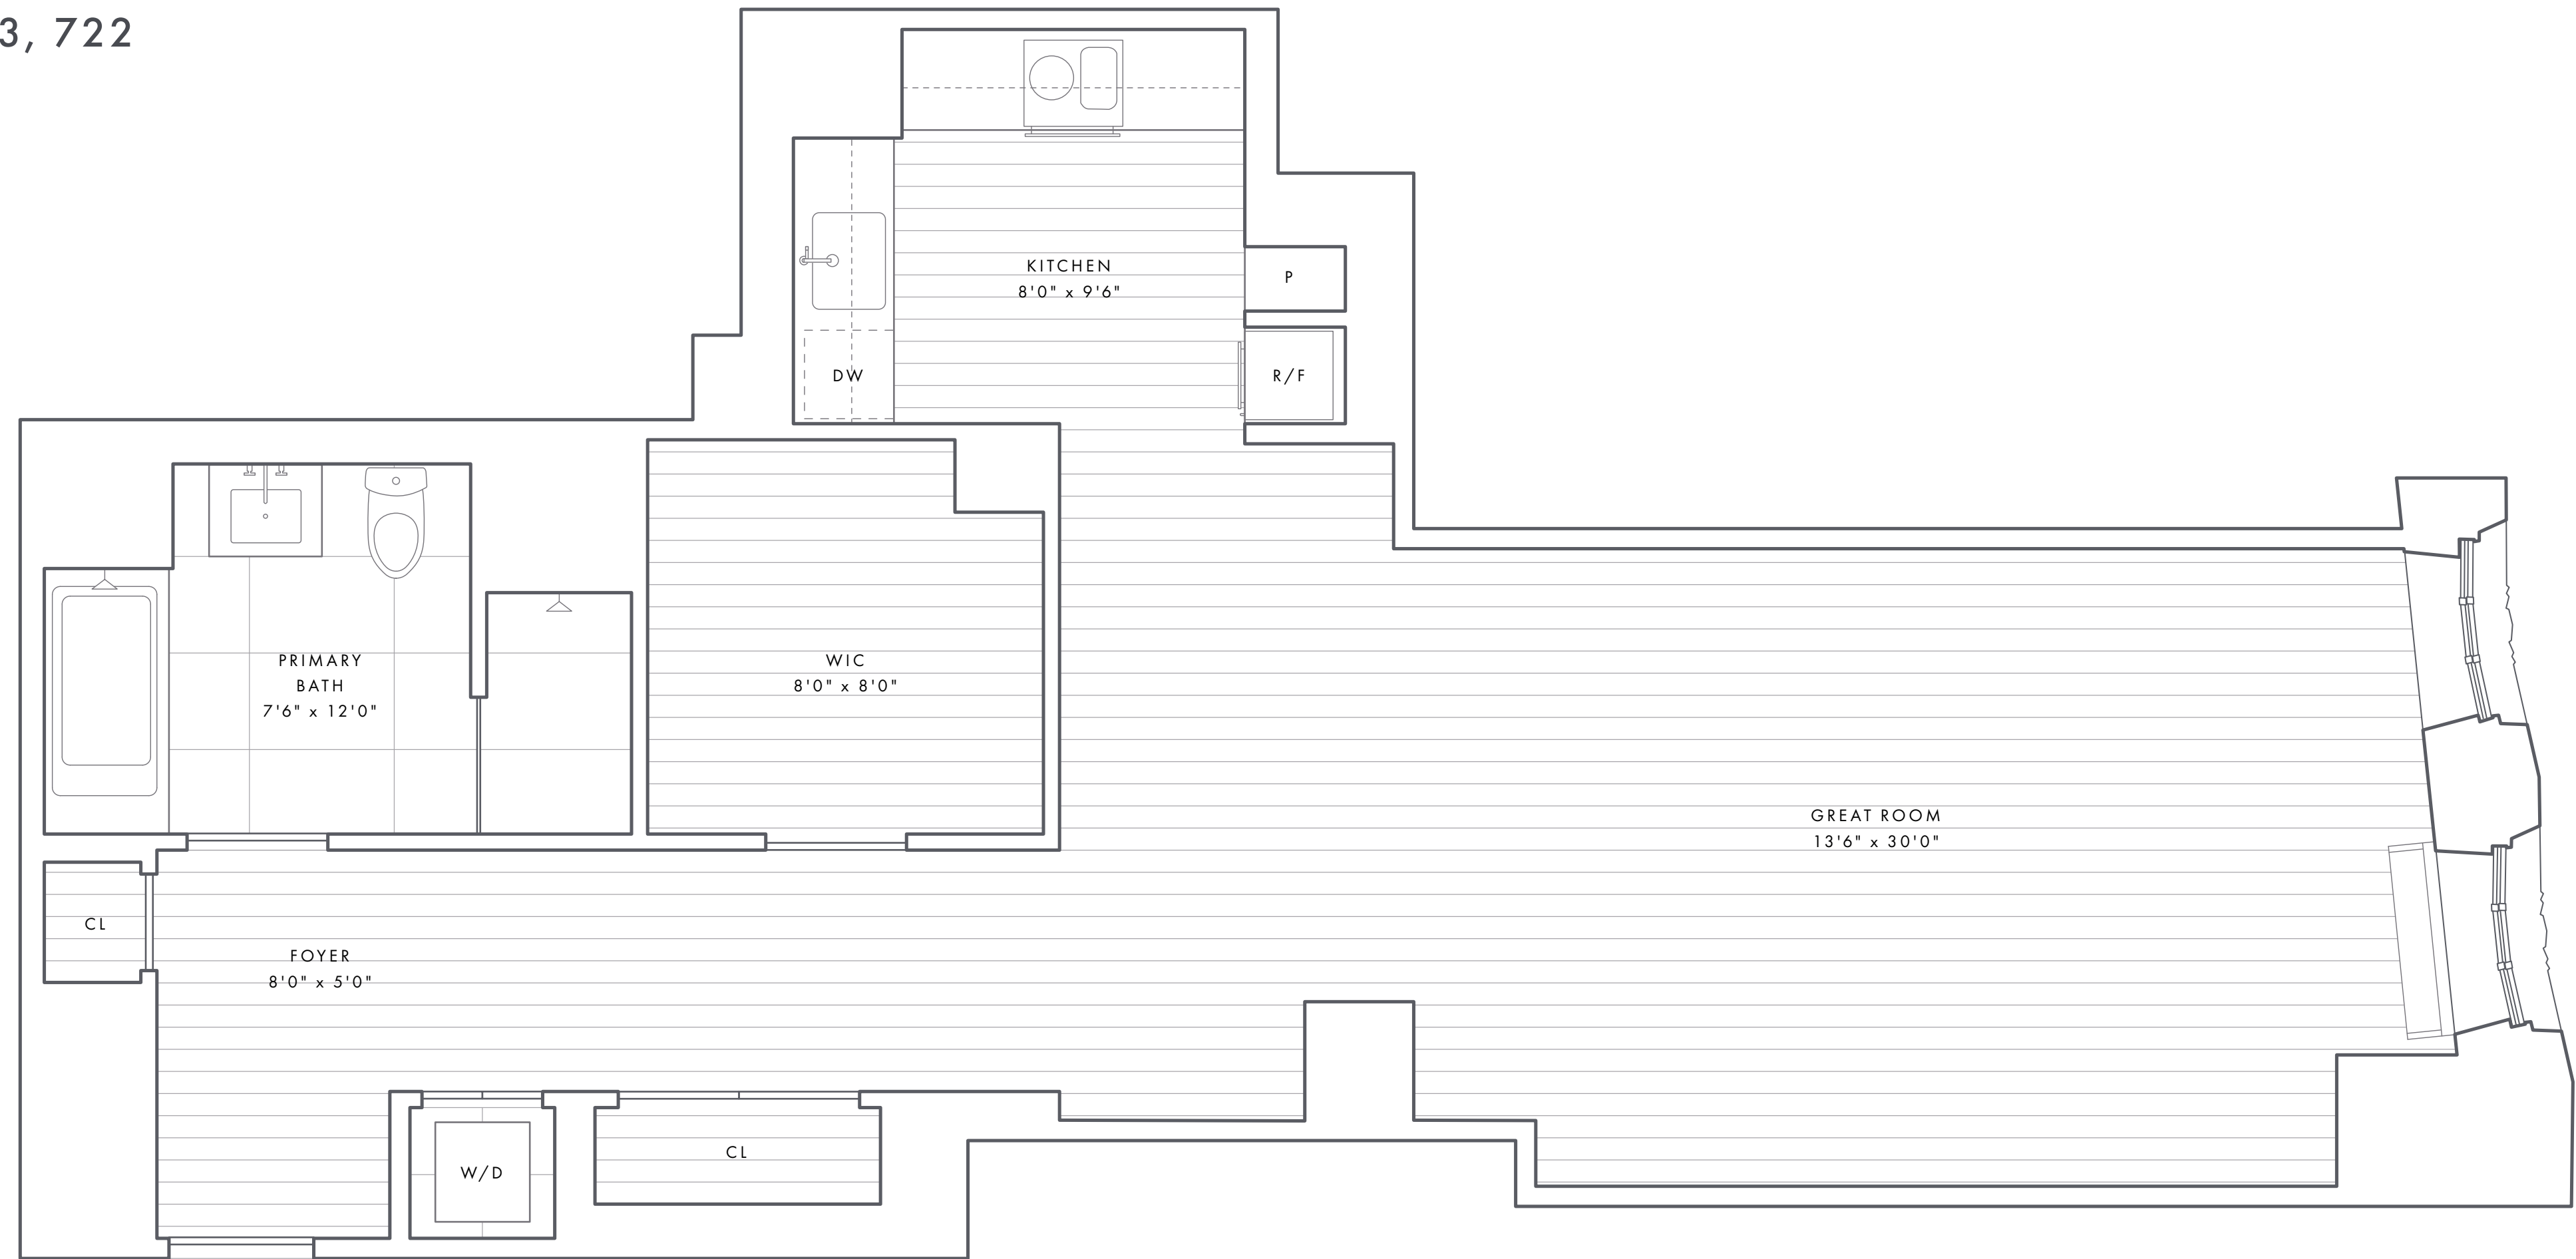 3, 722
KITCHEN
8'0" x 9'6"
P
DW
R/F
PRIMARY
BATH
7'6" x 12'0"
WIC
8'0" x 8'0"
GREAT ROOM
13'6" x 30'0"
CL
FOYER
8'0" x 5'0"
W/D
CL